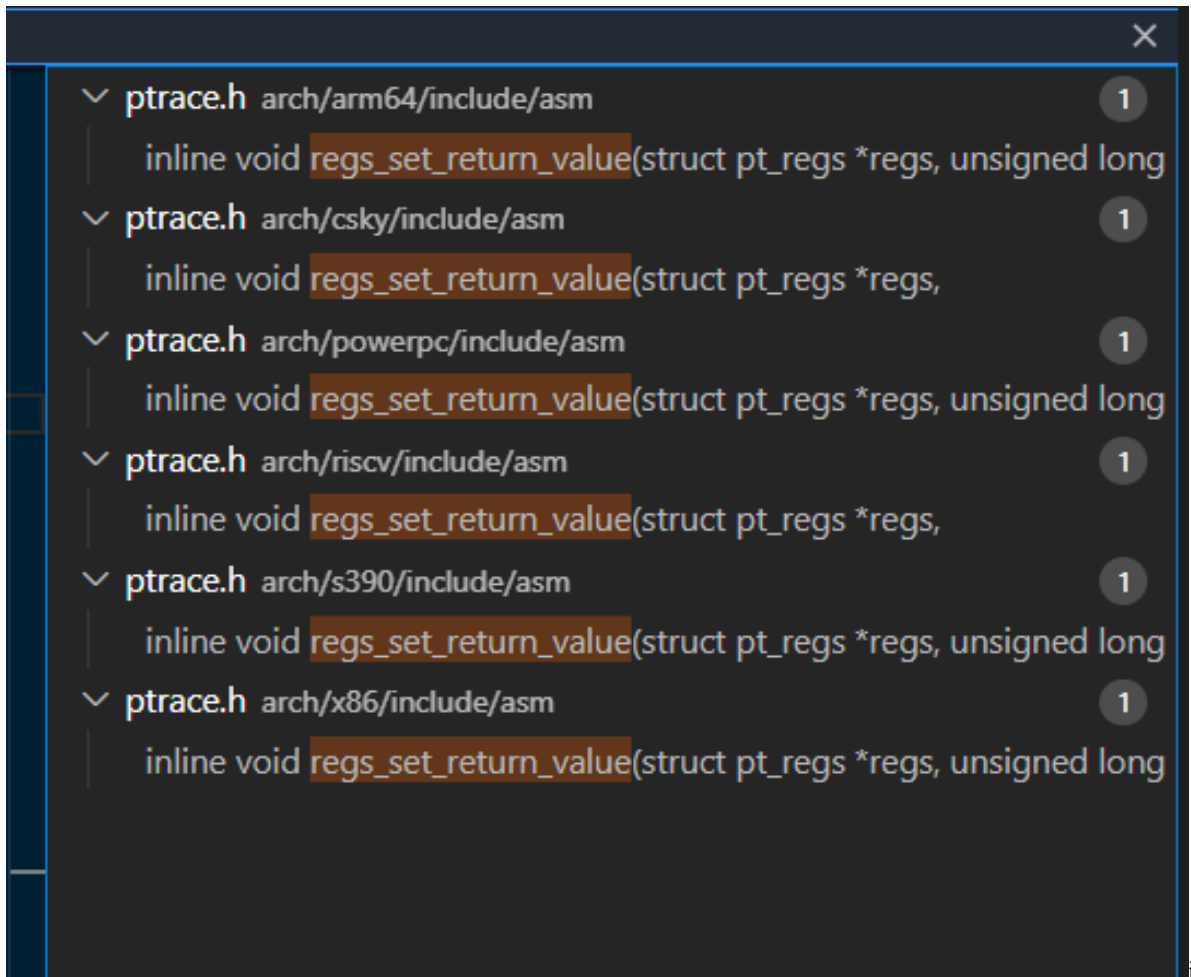 ptrace.h arch/arm64/include/asm 1
inline void regs_set_return_value(struct pt_regs *regs, unsigned long
ptrace.h arch/csky/include/asm 1
inline void regs_set_return_value(struct pt_regs *regs,
ptrace.h arch/powerpc/include/asm 1
inline void regs_set_return_value(struct pt_regs *regs, unsigned long
ptrace.h arch/riscv/include/asm 1
inline void regs_set_return_value(struct pt_regs *regs,
ptrace.h arch/s390/include/asm 1
inline void regs_set_return_value(struct pt_regs *regs, unsigned long
ptrace.h arch/x86/include/asm 1
inline void regs_set_return_value(struct pt_regs *regs, unsigned long